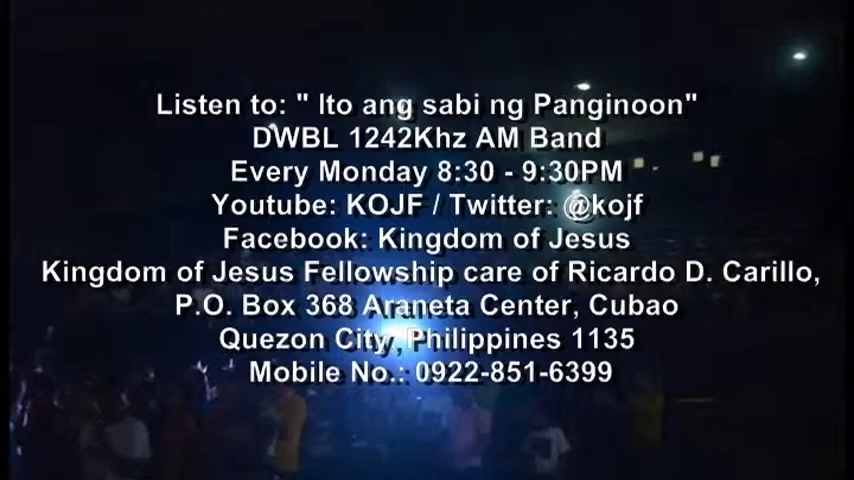 Listen to: " Ito ang sabi ng Panginoon"
DWBL 1242Khz AM Band
Every Monday 8:30 - 9:30PM
Youtube: KOJF / Twitter: @kojf
Facebook: Kingdom of Jesus
Kingdom of Jesus Fellowship care of Ricardo D. Carillo,
P.O. Box 368 Araneta Center, Cubao
Quezon City, Philippines 1135
Mobile No.: 0922-851-6399